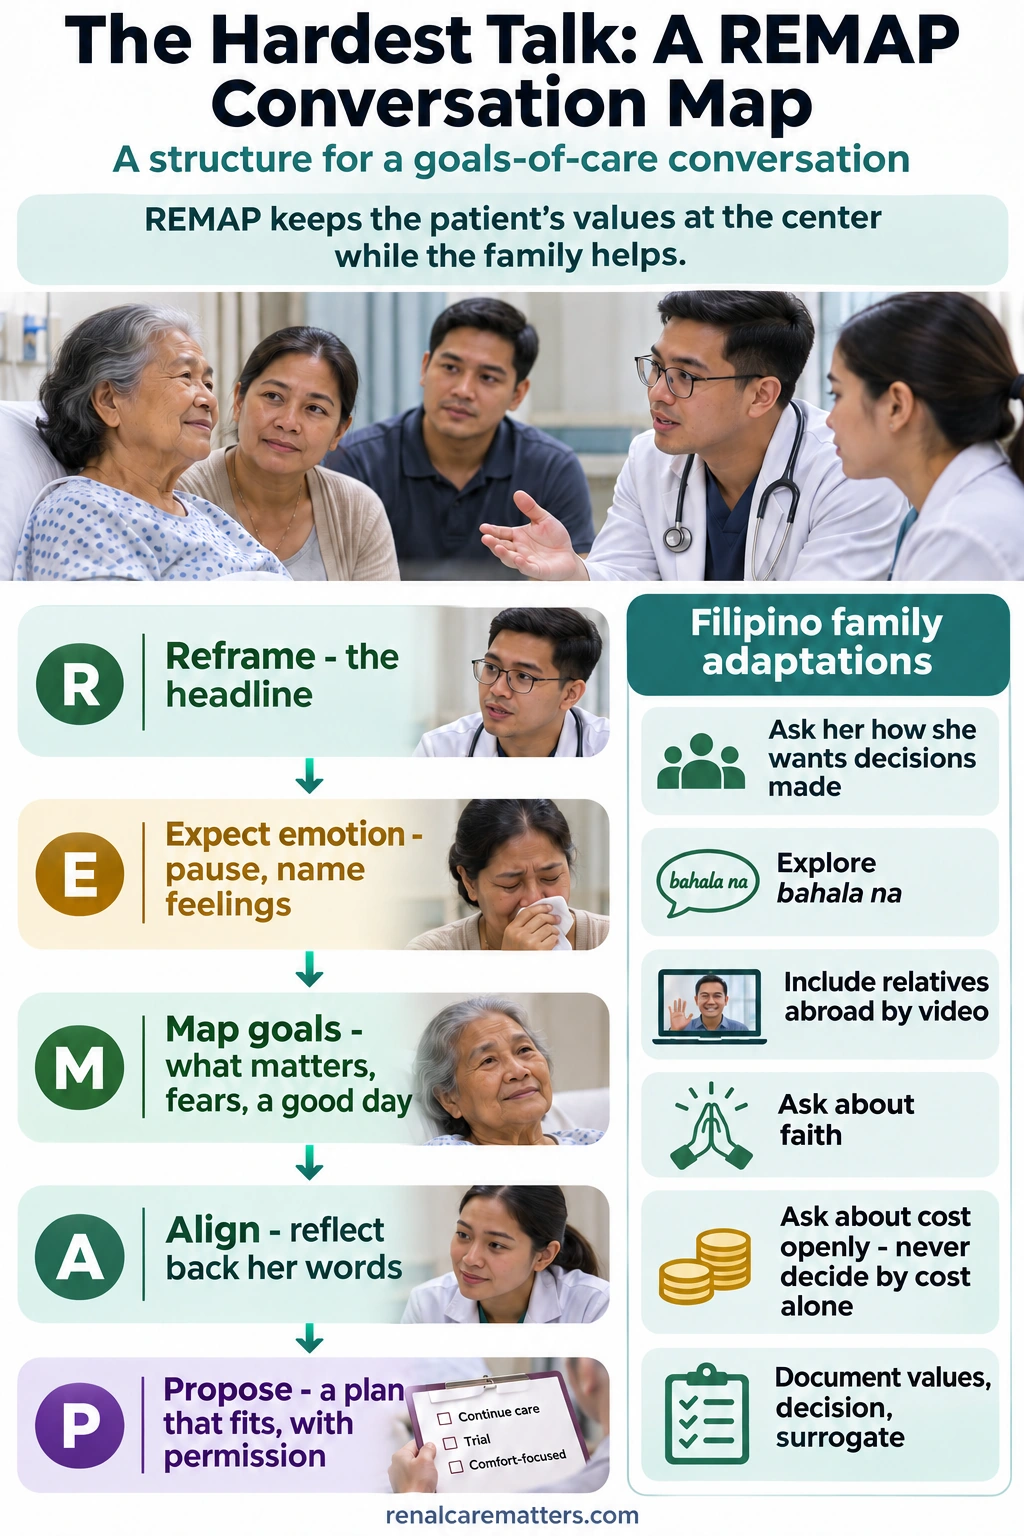 The Hardest Talk: A REMAP
Conversation Map
A structure for a goals-of-care conversation
REMAP keeps the patient's values at the center
while the family helps.
R
Reframe - the
headline
E
Expect emotion -
pause, name
feelings
M
Map goals -
what matters,
fears, a good day
A
Align - reflect
back her words
P
Propose - a plan
that fits, with
permission
Continue care
Trial
Comfort-focused
Filipino family
adaptations
Ask her how she
wants decisions
made
bahala na
Explore
bahala na
Include relatives
abroad by video
Ask about
faith
Ask about cost
openly - never
decide by cost
alone
Document values,
decision,
surrogate
renalcarematters.com